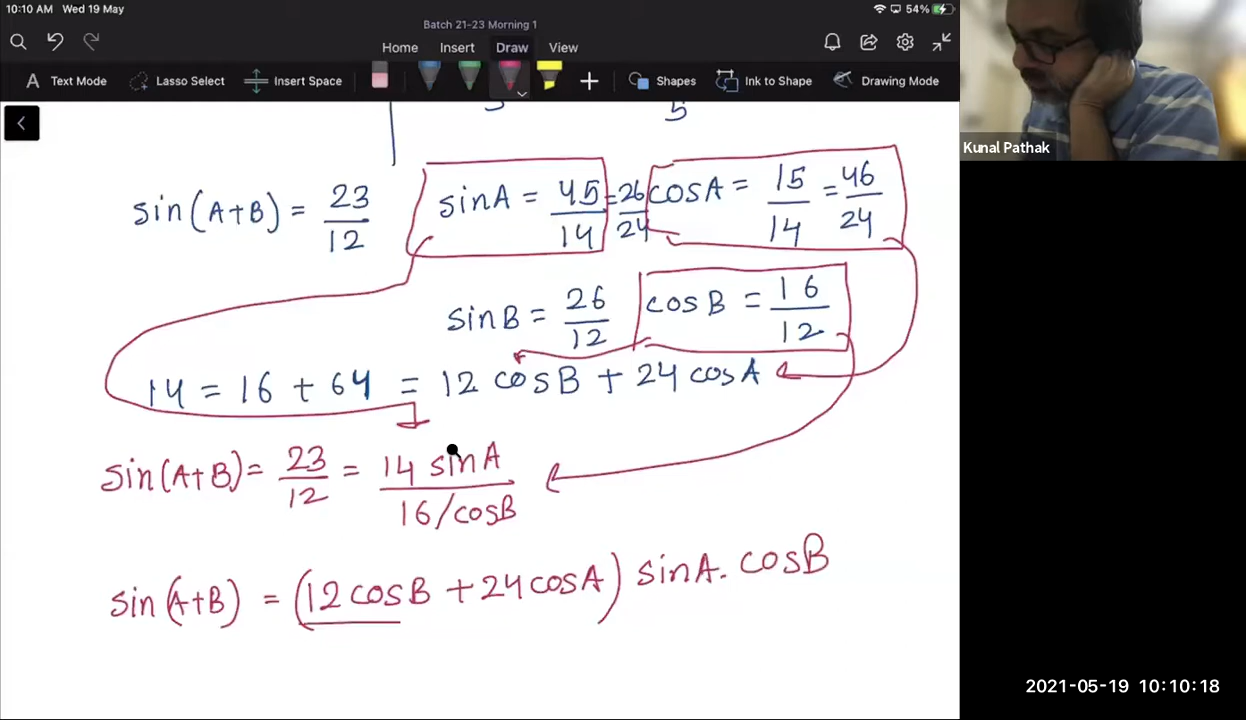 10:10 AM Wed 19 May
54%
Batch 21-23 Morning 1
Home Insert Draw View
Text Mode Lasso Select Insert Space Shapes Ink to Shape Drawing Mode
5
sin(A+B) = 23/12 sinA = 45/14 = 26/24 cosA = 15/14 = 46/24
sinB = 26/12 cosB = 16/12
14 = 16 + 64 = 12 cosB + 24 cosA
sin(A+B) = 23/12 = 14 sinA / 16/cosB
sin(A+B) = (12 cosB + 24 cosA) sinA. cosB
Kunal Pathak
2021-05-19 10:10:18